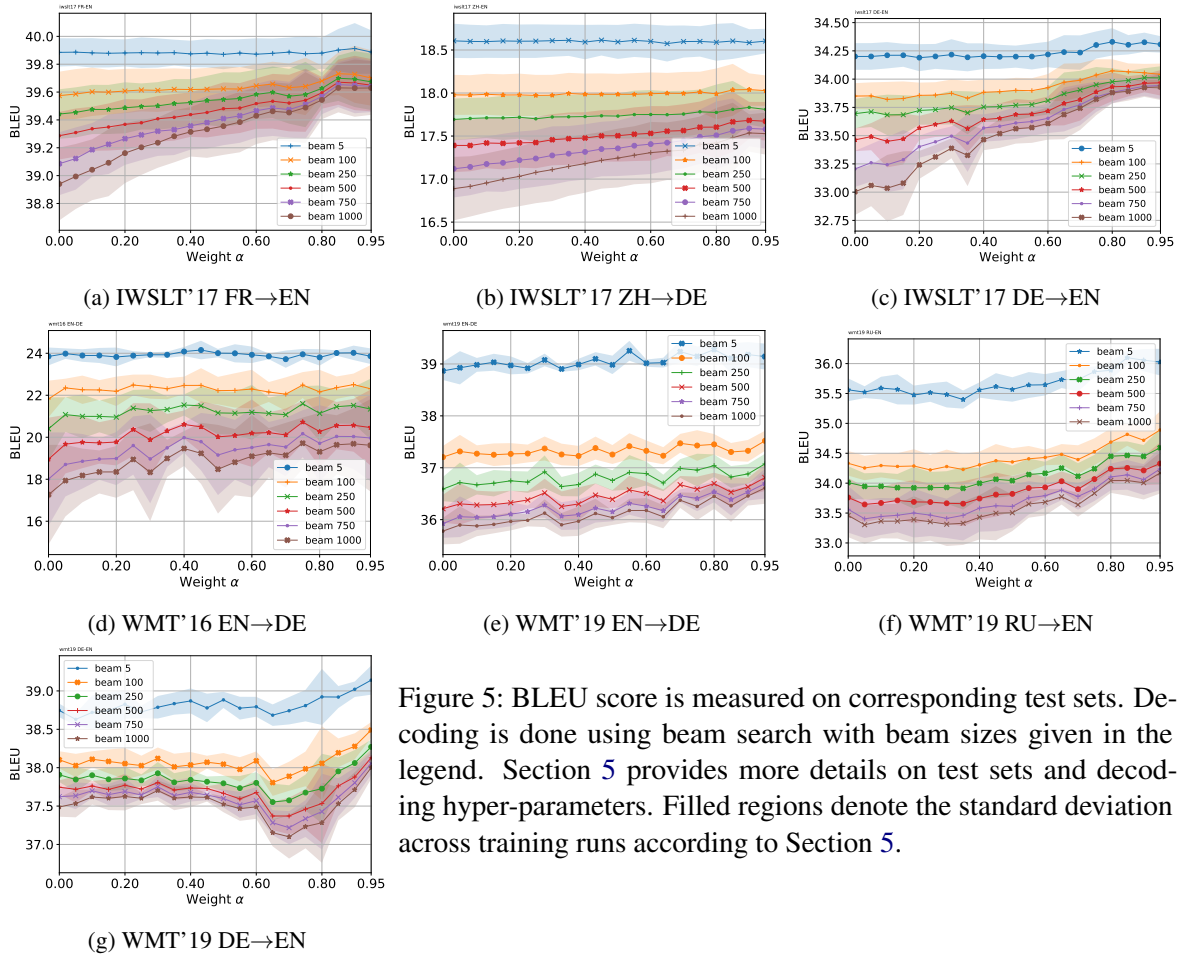 iwslt17 FR-EN
40.0
39.8
39.6
39.4
39.2
39.0
38.8
BLEU
beam 5
beam 100
beam 250
beam 500
beam 750
beam 1000
0.00 0.20 0.40 0.60 0.80 0.95
Weight α
(a) IWSLT'17 FR→EN
iwslt17 ZH-EN
18.5
18.0
17.5
17.0
16.5
BLEU
beam 5
beam 100
beam 250
beam 500
beam 750
beam 1000
0.00 0.20 0.40 0.60 0.80 0.95
Weight α
(b) IWSLT'17 ZH→DE
iwslt17 DE-EN
34.50
34.25
34.00
33.75
33.50
33.25
33.00
32.75
BLEU
beam 5
beam 100
beam 250
beam 500
beam 750
beam 1000
0.00 0.20 0.40 0.60 0.80 0.95
Weight α
(c) IWSLT'17 DE→EN
wmt16 EN-DE
24
22
20
18
16
BLEU
beam 5
beam 100
beam 250
beam 500
beam 750
beam 1000
0.00 0.20 0.40 0.60 0.80 0.95
Weight α
(d) WMT'16 EN→DE
wmt19 EN-DE
39
38
37
36
BLEU
beam 5
beam 100
beam 250
beam 500
beam 750
beam 1000
0.00 0.20 0.40 0.60 0.80 0.95
Weight α
(e) WMT'19 EN→DE
wmt19 RU-EN
36.0
35.5
35.0
34.5
34.0
33.5
33.0
BLEU
beam 5
beam 100
beam 250
beam 500
beam 750
beam 1000
0.00 0.20 0.40 0.60 0.80 0.95
Weight α
(f) WMT'19 RU→EN
wmt19 DE-EN
39.0
38.5
38.0
37.5
37.0
BLEU
beam 5
beam 100
beam 250
beam 500
beam 750
beam 1000
0.00 0.20 0.40 0.60 0.80 0.95
Weight α
(g) WMT'19 DE→EN
Figure 5: BLEU score is measured on corresponding test sets. De-
coding is done using beam search with beam sizes given in the
legend. Section 5 provides more details on test sets and decod-
ing hyper-parameters. Filled regions denote the standard deviation
across training runs according to Section 5.